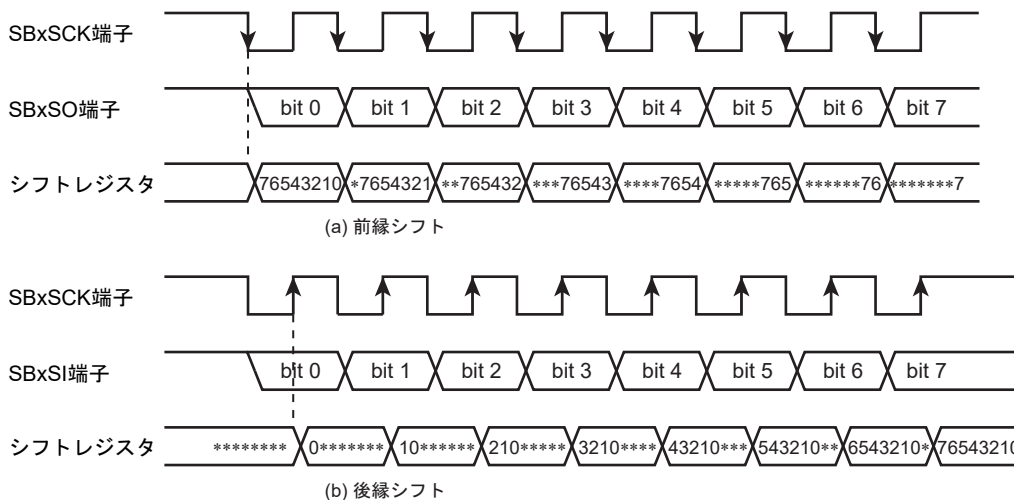 SBxSCK端子
SBxSO端子 bit 0 bit 1 bit 2 bit 3 bit 4 bit 5 bit 6 bit 7
シフトレジスタ 76543210 *7654321 **765432 ***76543 ****7654 *****765 ******76 *******7
(a) 前縁シフト
SBxSCK端子
SBxSI端子 bit 0 bit 1 bit 2 bit 3 bit 4 bit 5 bit 6 bit 7
シフトレジスタ ******** 0******* 10****** 210***** 3210**** 43210*** 543210** 6543210* 76543210
(b) 後縁シフト